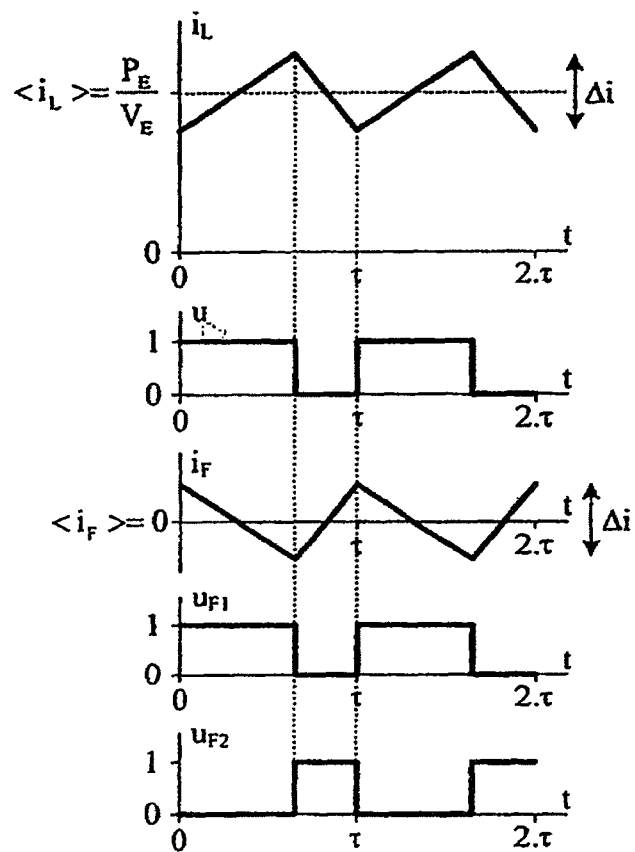 i_L
<i_L>= P_E / V_E
Δi
0
t
0 τ 2.τ
u
1
0
t
0 τ 2.τ
i_F
<i_F>= 0
t
τ 2.τ
Δi
u_F1
1
0
t
0 τ 2.τ
u_F2
1
0
t
0 τ 2.τ